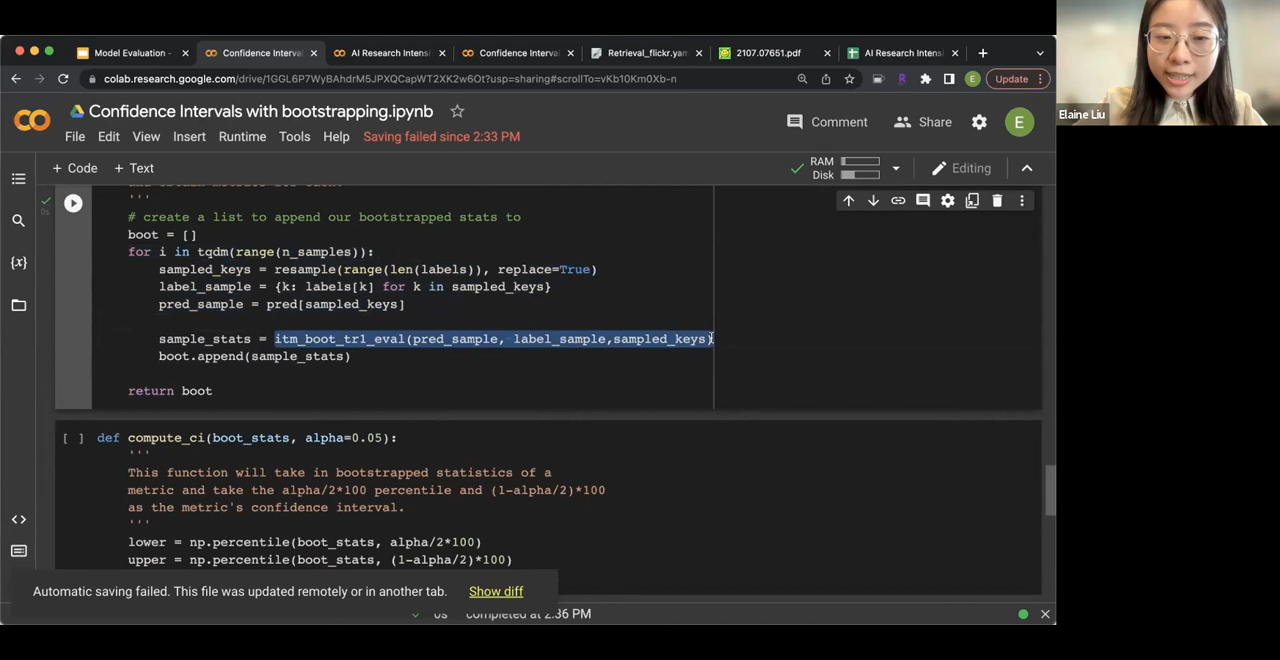 Model Evaluation -
Confidence Interva
AI Research Intensi
Confidence Interva
Retrieval_flickr.yam
2107.07651.pdf
AI Research Intensi
colab.research.google.com/drive/1GGL6P7WyBAhdrM5JPXQCapWT2XK2w6Ot?usp=sharing#scrollTo=vKb10Km0Xb-n
R
E
Update
Elaine Liu
Confidence Intervals with bootstrapping.ipynb
File Edit View Insert Runtime Tools Help Saving failed since 2:33 PM
Comment
Share
E
+ Code + Text
RAM
Disk
Editing
'''
# create a list to append our bootstrapped stats to
boot = []
for i in tqdm(range(n_samples)):
sampled_keys = resample(range(len(labels)), replace=True)
label_sample = {k: labels[k] for k in sampled_keys}
pred_sample = pred[sampled_keys]
sample_stats = itm_boot_tr1_eval(pred_sample, label_sample,sampled_keys)
boot.append(sample_stats)
return boot
0s
{x}
[ ] def compute_ci(boot_stats, alpha=0.05):
'''
This function will take in bootstrapped statistics of a
metric and take the alpha/2*100 percentile and (1-alpha/2)*100
as the metric's confidence interval.
'''
lower = np.percentile(boot_stats, alpha/2*100)
upper = np.percentile(boot_stats, (1-alpha/2)*100)
Automatic saving failed. This file was updated remotely or in another tab. Show diff
0s completed at 2:36 PM